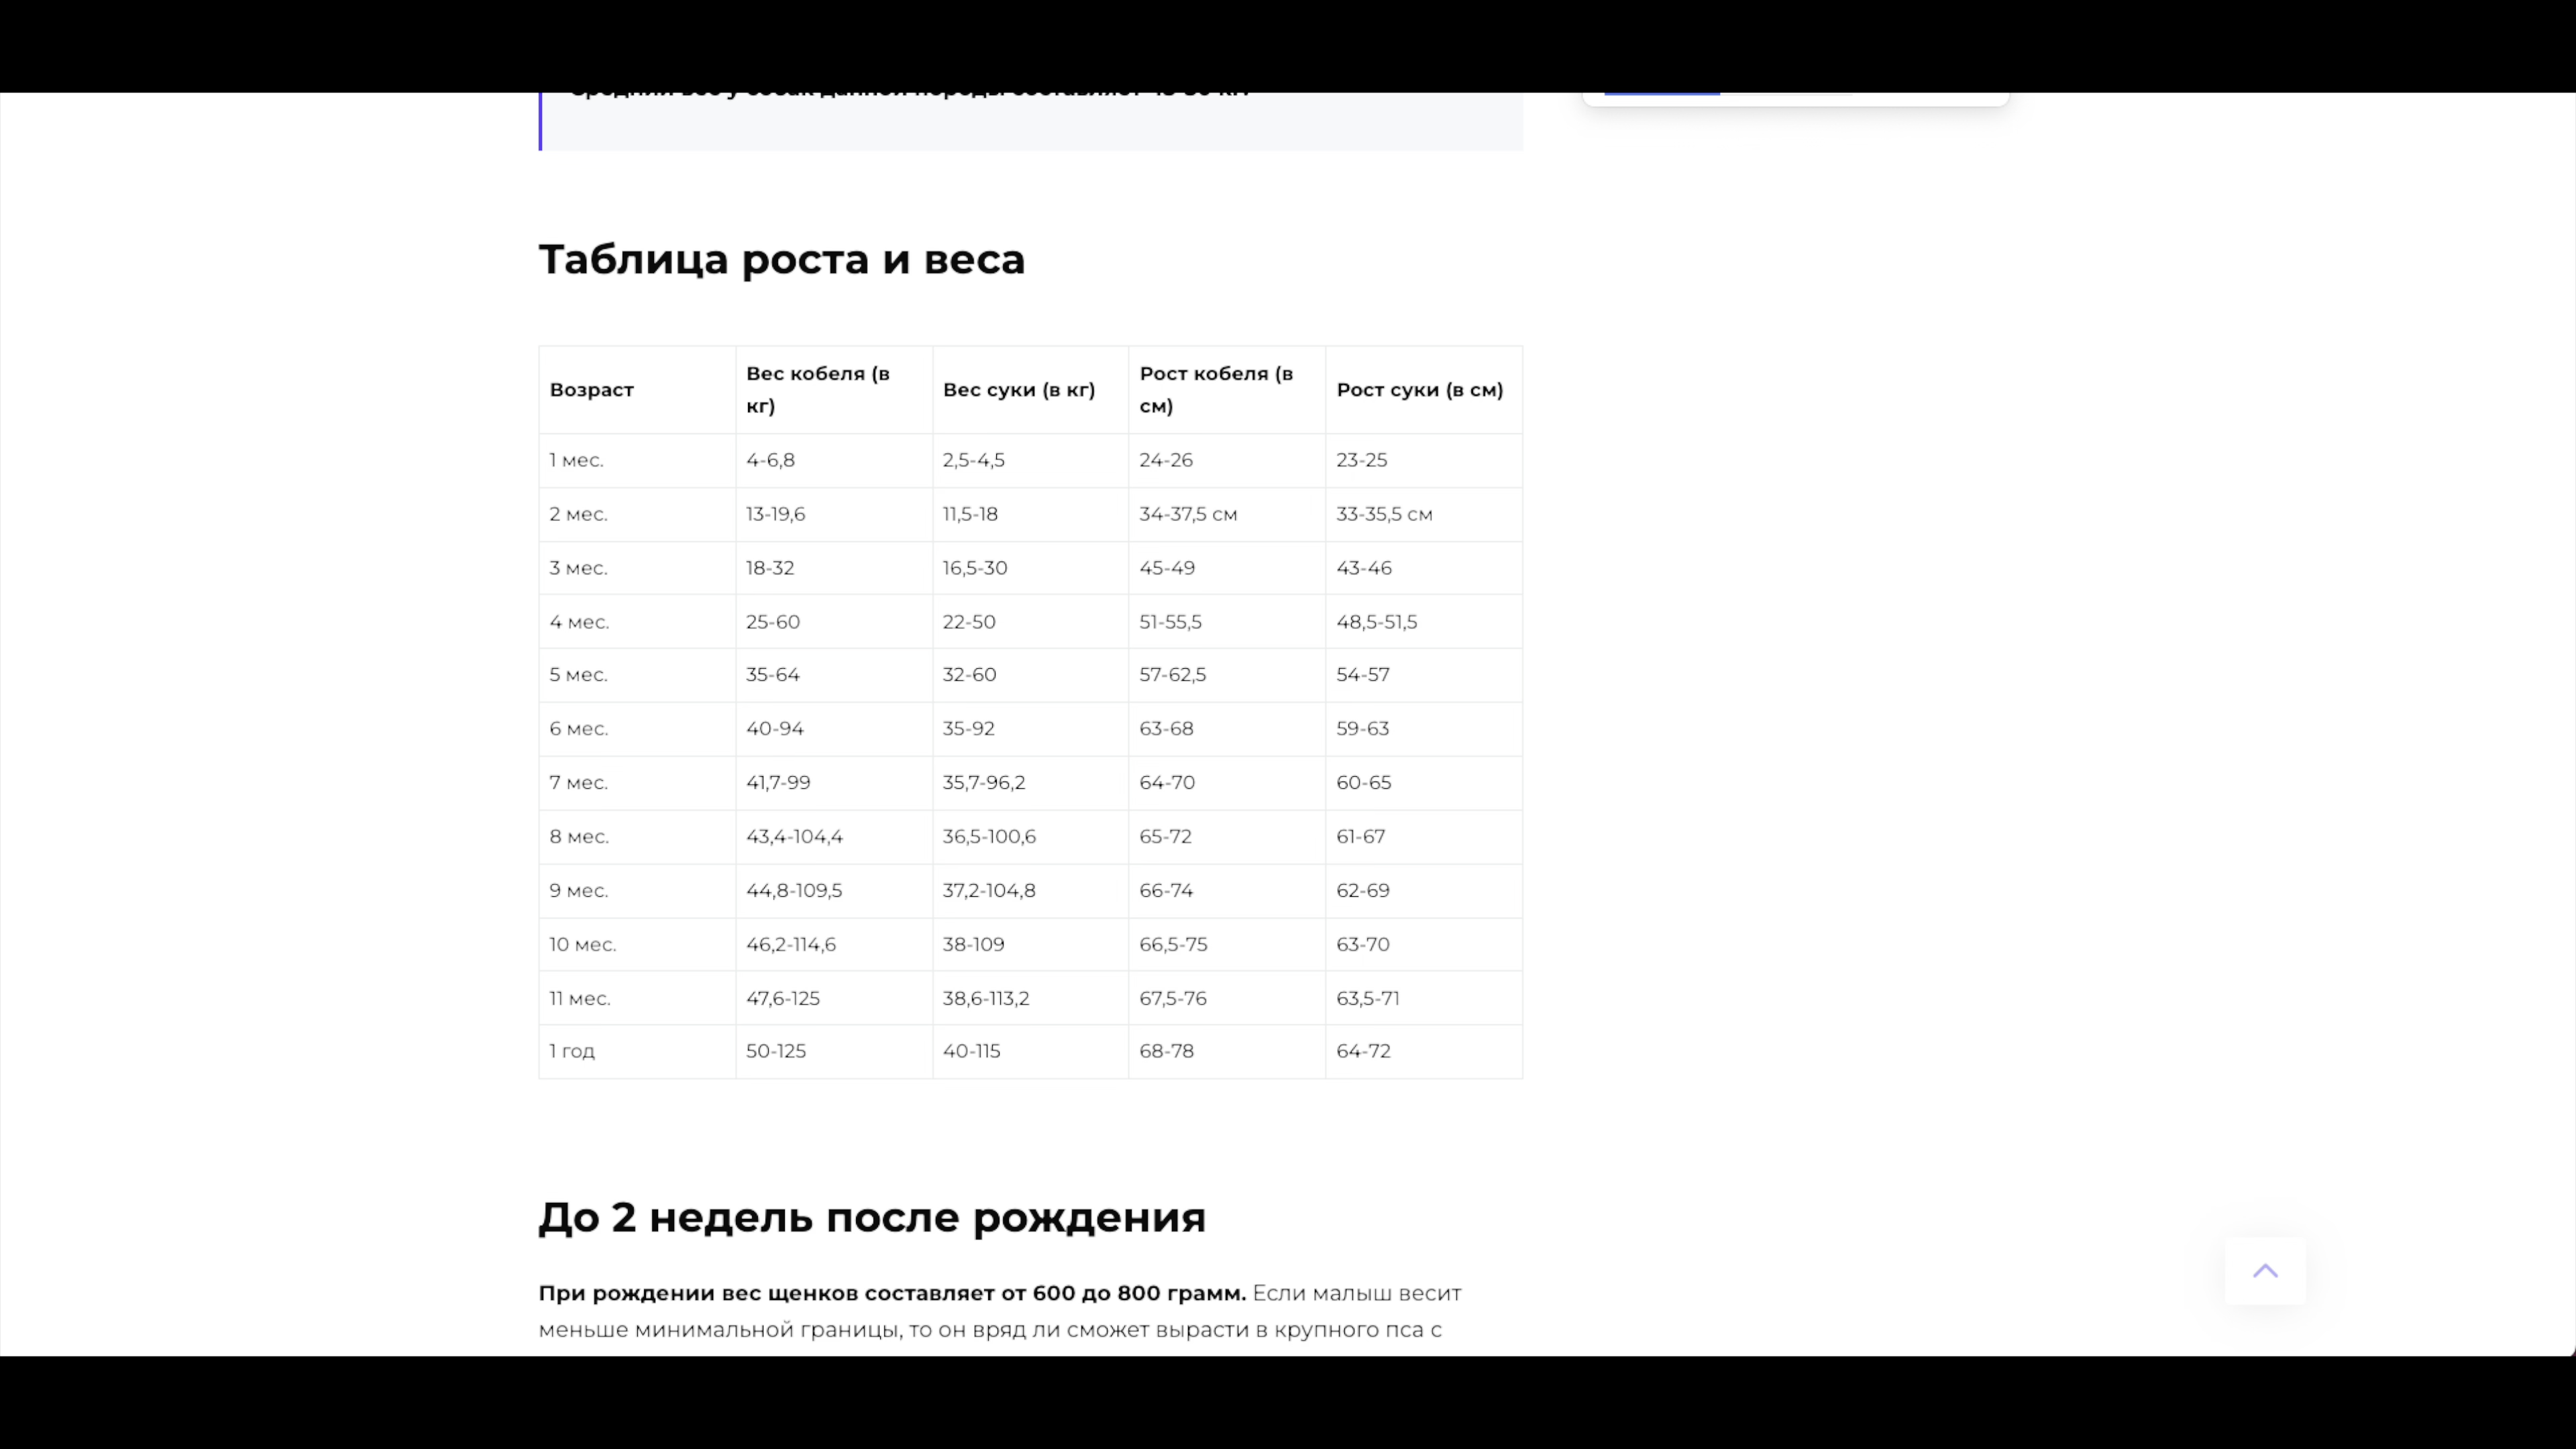 Таблица роста и веса
Возраст
Вес кобеля (в
кг)
Вес суки (в кг)
Рост кобеля (в
см)
Рост суки (в см)
1 мес. 4-6,8 2,5-4,5 24-26 23-25
2 мес. 13-19,6 11,5-18 34-37,5 см 33-35,5 см
3 мес. 18-32 16,5-30 45-49 43-46
4 мес. 25-60 22-50 51-55,5 48,5-51,5
5 мес. 35-64 32-60 57-62,5 54-57
6 мес. 40-94 35-92 63-68 59-63
7 мес. 41,7-99 35,7-96,2 64-70 60-65
8 мес. 43,4-104,4 36,5-100,6 65-72 61-67
9 мес. 44,8-109,5 37,2-104,8 66-74 62-69
10 мес. 46,2-114,6 38-109 66,5-75 63-70
11 мес. 47,6-125 38,6-113,2 67,5-76 63,5-71
1 год 50-125 40-115 68-78 64-72
До 2 недель после рождения
При рождении вес щенков составляет от 600 до 800 грамм. Если малыш весит
меньше минимальной границы, то он вряд ли сможет вырасти в крупного пса с